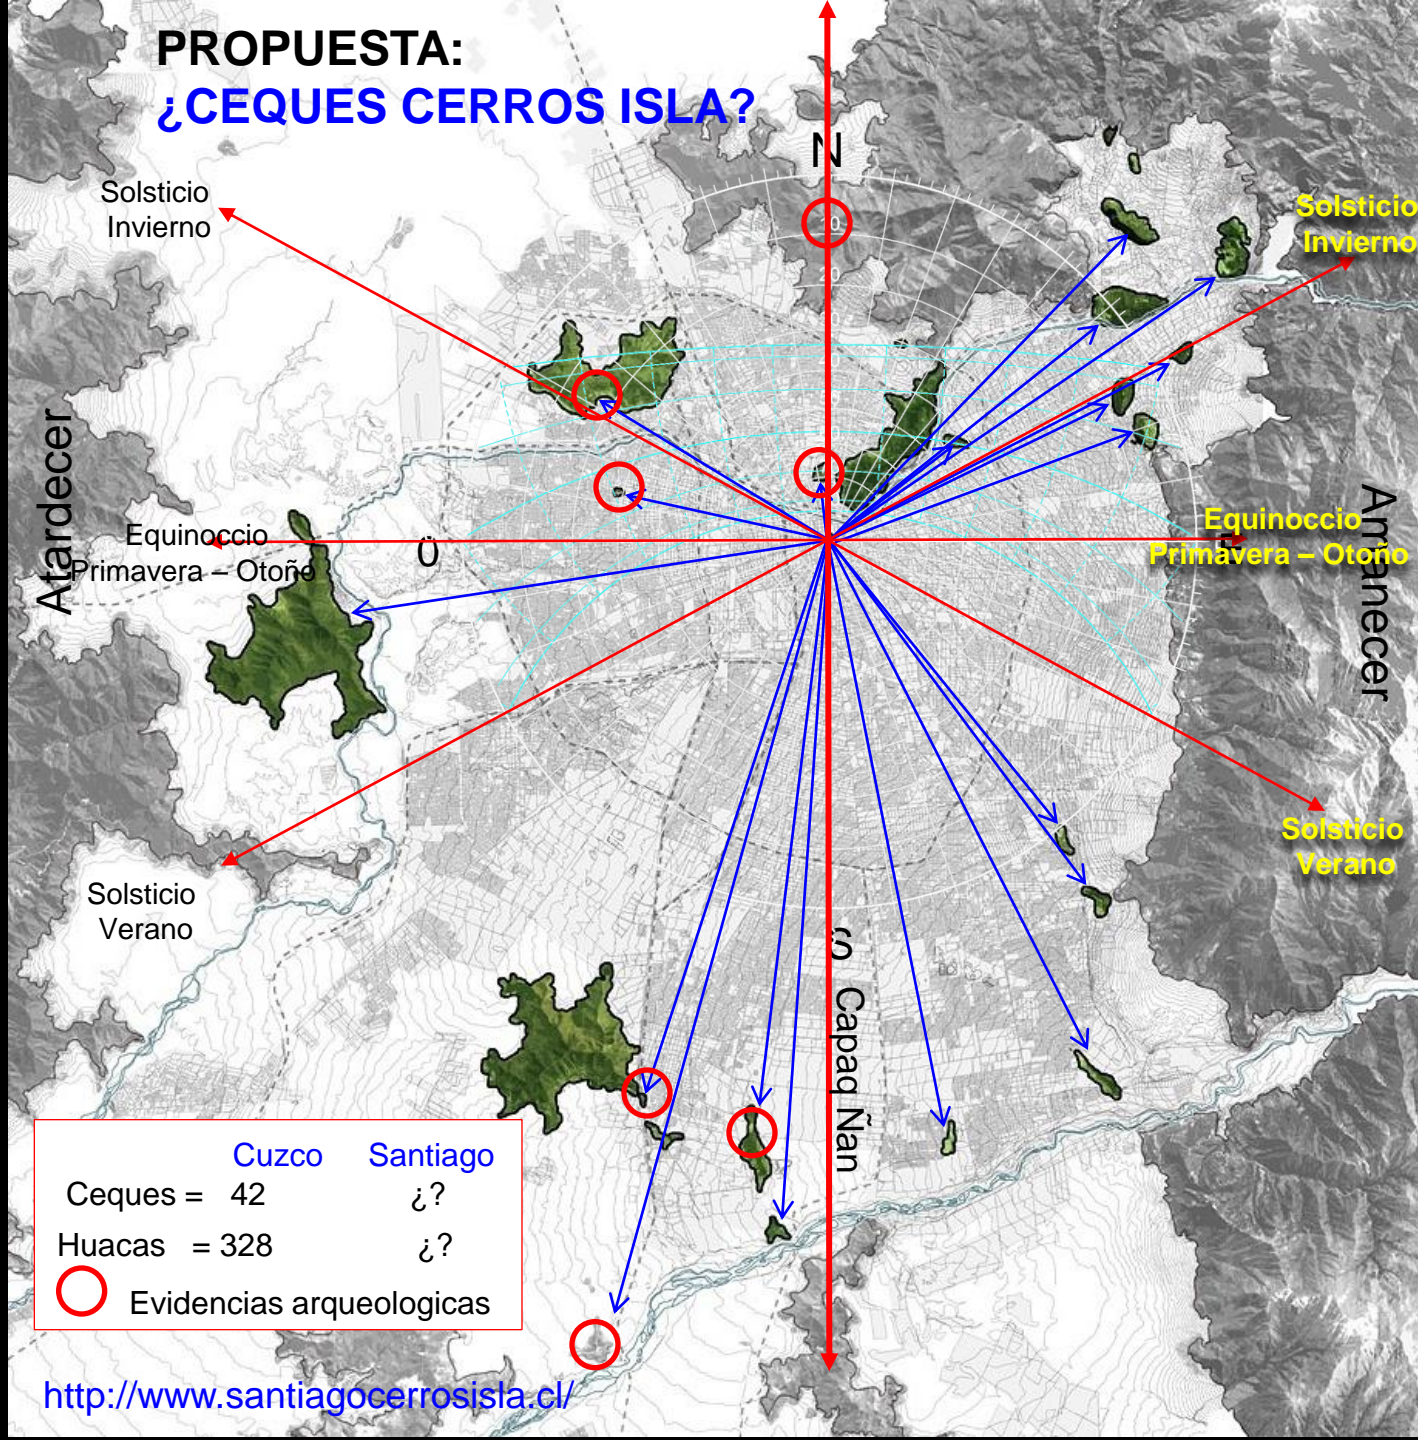 PROPUESTA:
¿CEQUES CERROS ISLA?
N
Solsticio
Invierno
Solsticio
Invierno
Atardecer
Equinoccio
Primavera – Otoño
O
Equinoccio
Primavera – Otoño
Amanecer
Solsticio
Verano
Solsticio
Verano
S
Capaq Ñan
Cuzco Santiago
Ceques = 42 ¿?
Huacas = 328 ¿?
Evidencias arqueologicas
http://www.santiagocerrosisla.cl/